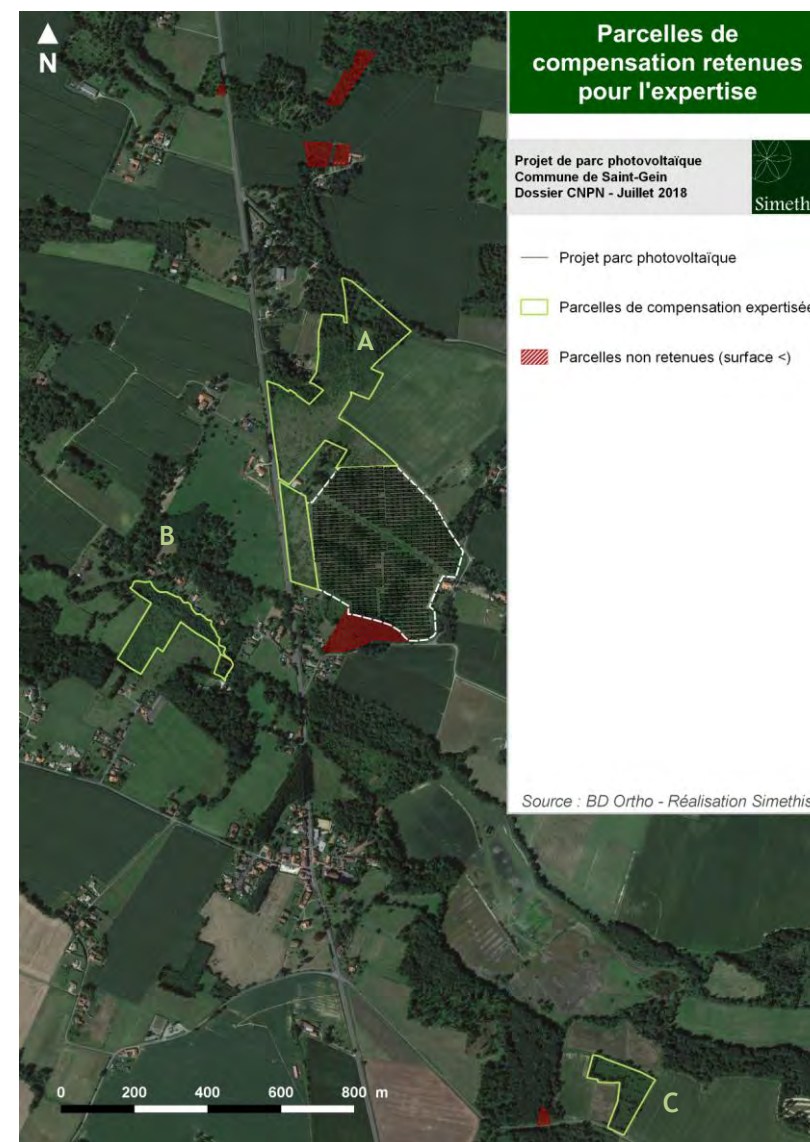 Parcelles de
compensation retenues
pour l'expertise
N
Projet de parc photovoltaïque
Commune de Saint-Gein
Dossier CNPN - Juillet 2018
Simeth
Projet parc photovoltaïque
Parcelles de compensation expertisée
Parcelles non retenues (surface <)
A
B
C
Source : BD Ortho - Réalisation Simethis
0 200 400 600 800 m